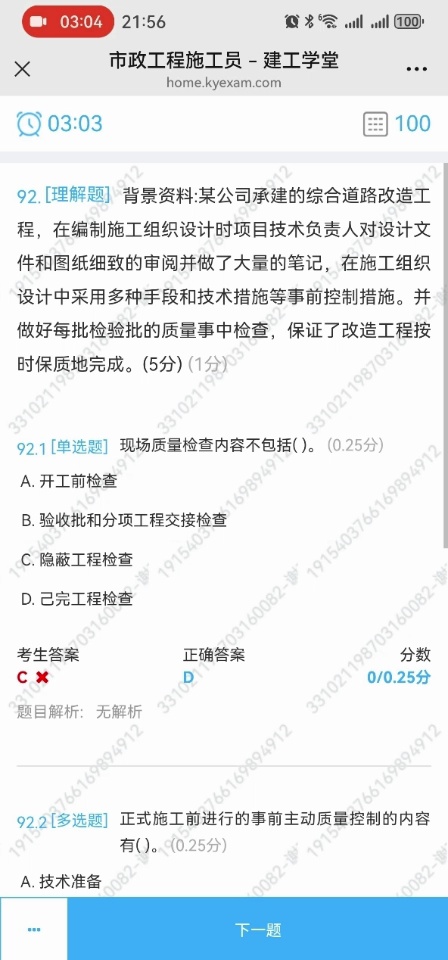 03:04 21:56 100
市政工程施工员 – 建工学堂
home.kyexam.com
03:03 100
92.[理解题] 背景资料:某公司承建的综合道路改造工
程，在编制施工组织设计时项目技术负责人对设计文
件和图纸细致的审阅并做了大量的笔记，在施工组织
设计中采用多种手段和技术措施等事前控制措施。并
做好每批检验批的质量事中检查，保证了改造工程按
时保质地完成。(5分) (1分)
92.1 [单选题] 现场质量检查内容不包括( )。 (0.25分)
A. 开工前检查
B. 验收批和分项工程交接检查
C. 隐蔽工程检查
D. 己完工程检查
考生答案 正确答案 分数
C ✖ D 0/0.25分
题目解析: 无解析
92.2 [多选题] 正式施工前进行的事前主动质量控制的内容
有( )。 (0.25分)
A. 技术准备
下一题